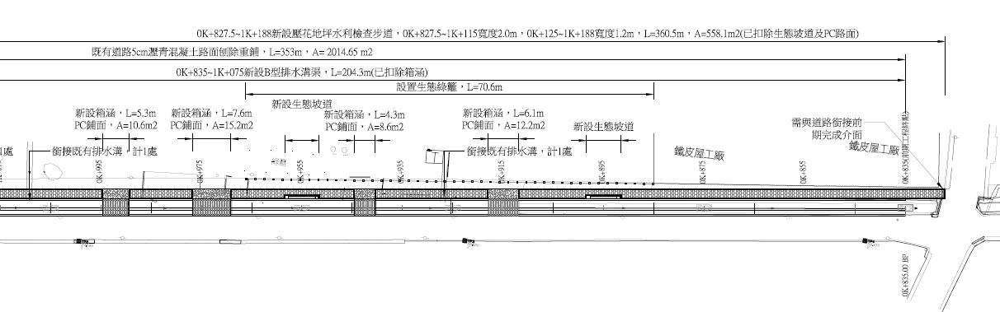 0K+827.5~1K+188新設壓花地坪水利檢查步道，0K+827.5~1K+115寬度2.0m，0K+125~1K+188寬度1.2m，L=360.5m，A=558.1m2(已扣除生態坡道及PC路面)
既有道路5cm瀝青混凝土路面刨除重鋪，L=353m，A= 2014.65 m2
0K+835~1K+075新設B型排水溝渠，L=204.3m(已扣除箱涵)
設置生態綠籬，L=70.6m
新設生態坡道
新設箱涵，L=5.3m
PC鋪面，A=10.6m2
新設箱涵，L=7.6m
PC鋪面，A=15.2m2
新設箱涵，L=4.3m
PC鋪面，A=8.6m2
新設箱涵，L=6.1m
PC鋪面，A=12.2m2
新設生態坡道
需與道路銜接前
期完成介面
1處
銜接既有排水溝，計1處
銜接既有排水溝，計1處
鐵皮屋工廠
鐵皮屋工廠
0K+995
0K+975
0K+955
0K+935
0K+915
0K+895
0K+875
0K+855
0K+835(前期工程終點)
0K+835.00 BP